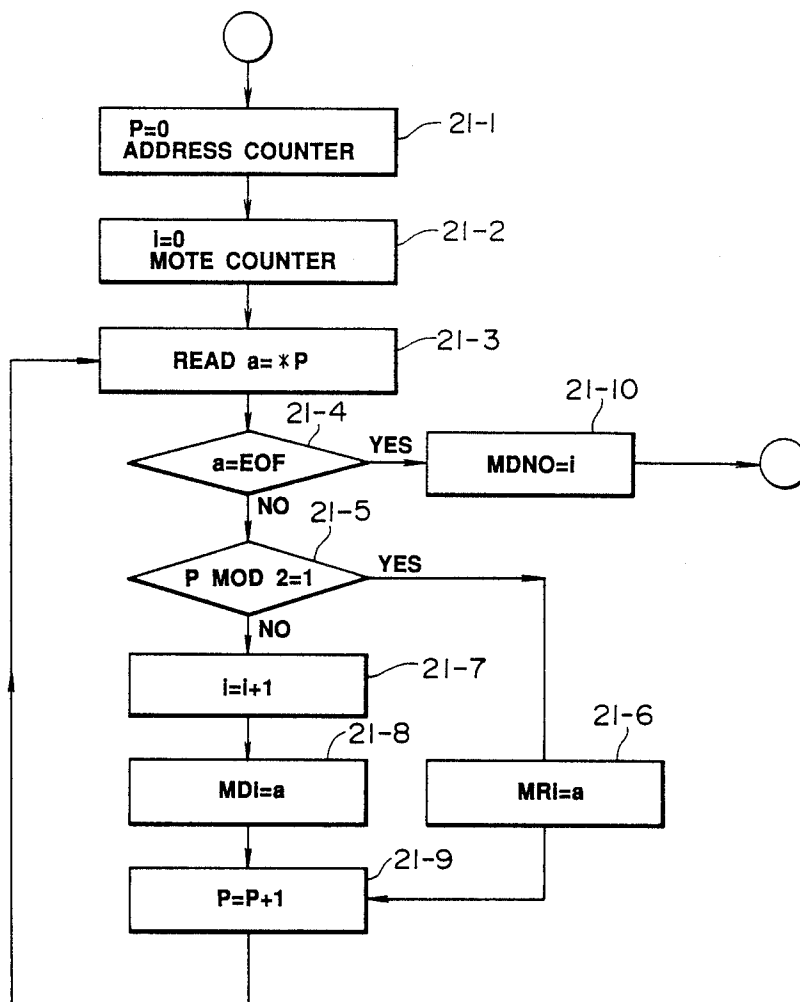 P=0
ADDRESS COUNTER
21-1
i=0
MOTE COUNTER
21-2
READ a= *P
21-3
a=EOF
21-4
YES
NO
MDNO=i
21-10
P MOD 2=1
21-5
YES
NO
i=i+1
21-7
MDi=a
21-8
MRi=a
21-6
P=P+1
21-9